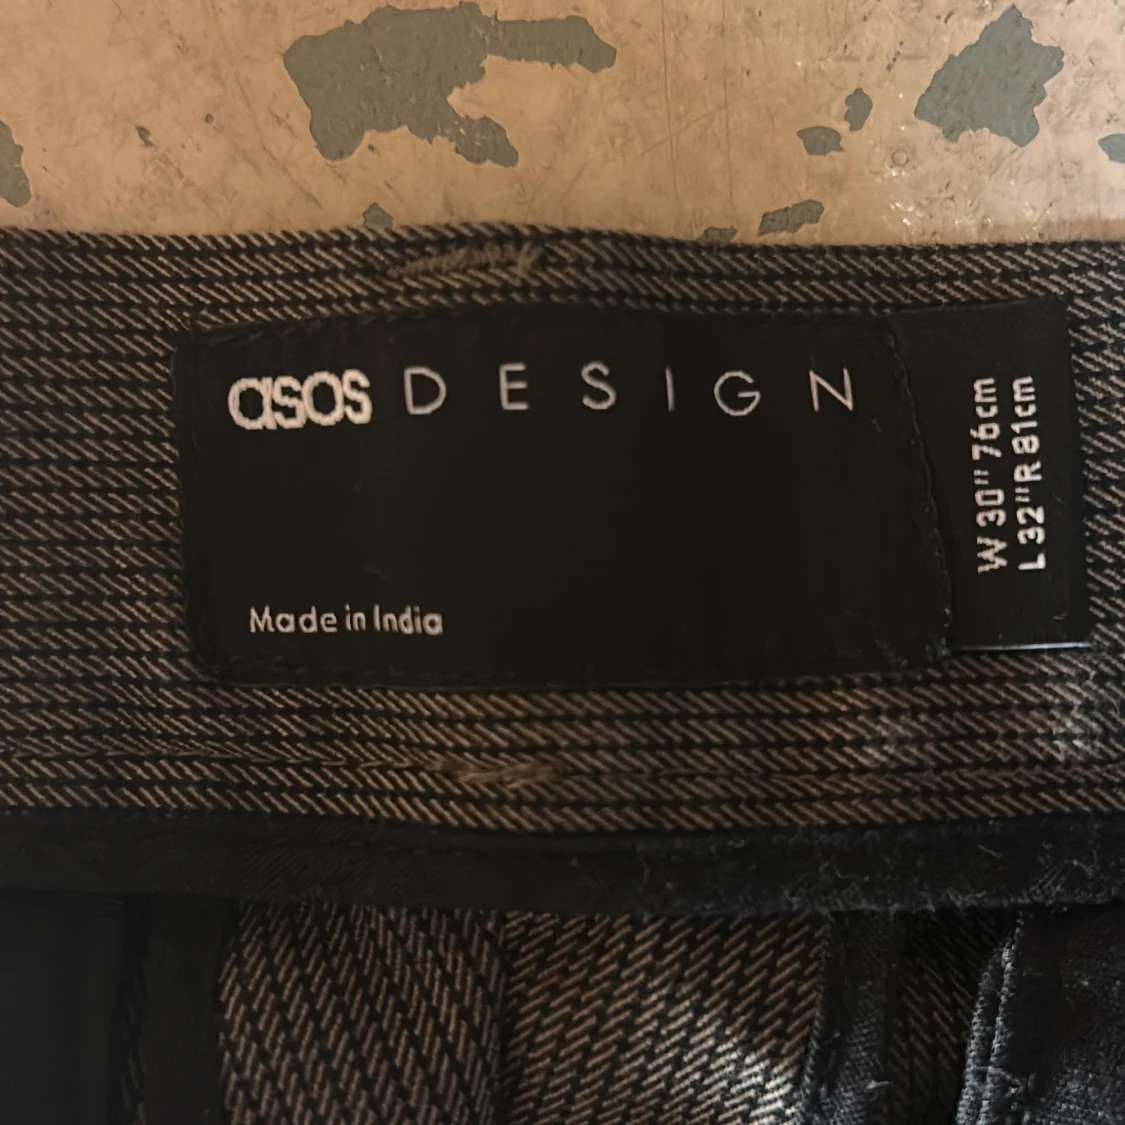 asos DESIGN
Made in India
W 30" 76cm
L 32"R 81cm